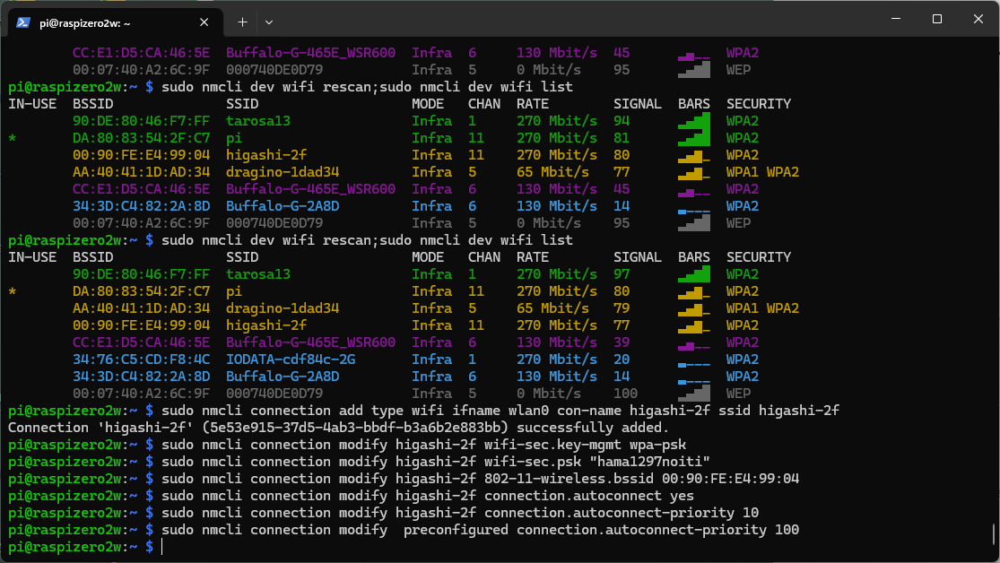 pi@raspizero2w: ~
CC:E1:D5:CA:46:5E Buffalo-G-465E_WSR600 Infra 6 130 Mbit/s 45 WPA2
00:07:40:A2:6C:9F 000740DE0D79 Infra 5 0 Mbit/s 95 WEP
pi@raspizero2w:~ $ sudo nmcli dev wifi rescan;sudo nmcli dev wifi list
IN-USE BSSID SSID MODE CHAN RATE SIGNAL BARS SECURITY
90:DE:80:46:F7:FF tarosa13 Infra 1 270 Mbit/s 94 WPA2
* DA:80:83:54:2F:C7 pi Infra 11 270 Mbit/s 81 WPA2
00:90:FE:E4:99:04 higashi-2f Infra 11 270 Mbit/s 80 WPA2
AA:40:41:1D:AD:34 dragino-1dad34 Infra 5 65 Mbit/s 77 WPA1 WPA2
CC:E1:D5:CA:46:5E Buffalo-G-465E_WSR600 Infra 6 130 Mbit/s 45 WPA2
34:3D:C4:82:2A:8D Buffalo-G-2A8D Infra 6 130 Mbit/s 14 WPA2
00:07:40:A2:6C:9F 000740DE0D79 Infra 5 0 Mbit/s 95 WEP
pi@raspizero2w:~ $ sudo nmcli dev wifi rescan;sudo nmcli dev wifi list
IN-USE BSSID SSID MODE CHAN RATE SIGNAL BARS SECURITY
90:DE:80:46:F7:FF tarosa13 Infra 1 270 Mbit/s 97 WPA2
* DA:80:83:54:2F:C7 pi Infra 11 270 Mbit/s 80 WPA2
AA:40:41:1D:AD:34 dragino-1dad34 Infra 5 65 Mbit/s 79 WPA1 WPA2
00:90:FE:E4:99:04 higashi-2f Infra 11 270 Mbit/s 77 WPA2
CC:E1:D5:CA:46:5E Buffalo-G-465E_WSR600 Infra 6 130 Mbit/s 39 WPA2
34:76:C5:CD:F8:4C IODATA-cdf84c-2G Infra 1 270 Mbit/s 20 WPA2
34:3D:C4:82:2A:8D Buffalo-G-2A8D Infra 6 130 Mbit/s 14 WPA2
00:07:40:A2:6C:9F 000740DE0D79 Infra 5 0 Mbit/s 100 WEP
pi@raspizero2w:~ $ sudo nmcli connection add type wifi ifname wlan0 con-name higashi-2f ssid higashi-2f
Connection 'higashi-2f' (5e53e915-37d5-4ab3-bbdf-b3a6b2e883bb) successfully added.
pi@raspizero2w:~ $ sudo nmcli connection modify higashi-2f wifi-sec.key-mgmt wpa-psk
pi@raspizero2w:~ $ sudo nmcli connection modify higashi-2f wifi-sec.psk "hama1297noiti"
pi@raspizero2w:~ $ sudo nmcli connection modify higashi-2f 802-11-wireless.bssid 00:90:FE:E4:99:04
pi@raspizero2w:~ $ sudo nmcli connection modify higashi-2f connection.autoconnect yes
pi@raspizero2w:~ $ sudo nmcli connection modify higashi-2f connection.autoconnect-priority 10
pi@raspizero2w:~ $ sudo nmcli connection modify  preconfigured connection.autoconnect-priority 100
pi@raspizero2w:~ $